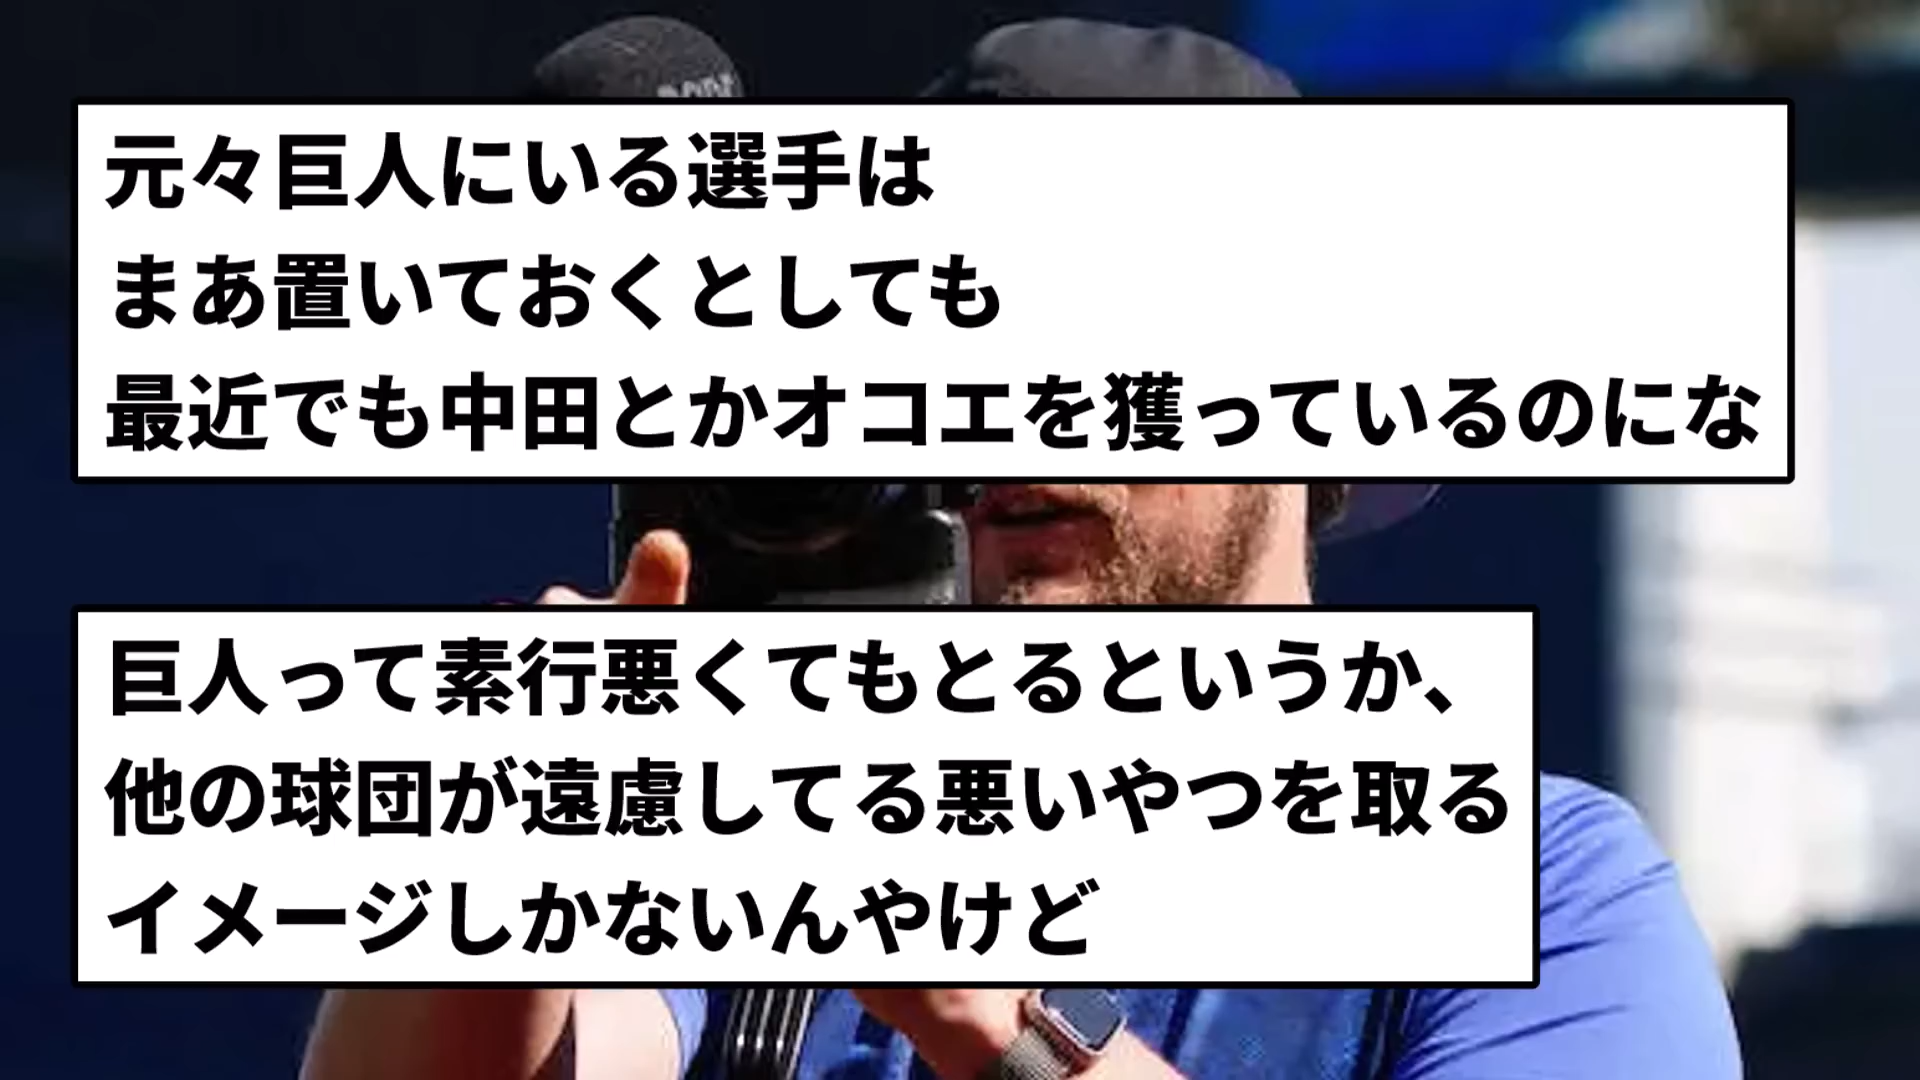 元々巨人にいる選手は
まあ置いておくとしても
最近でも中田とかオコエを獲っているのにな
巨人って素行悪くてもとるというか、
他の球団が遠慮してる悪いやつを取る
イメージしかないんやけど